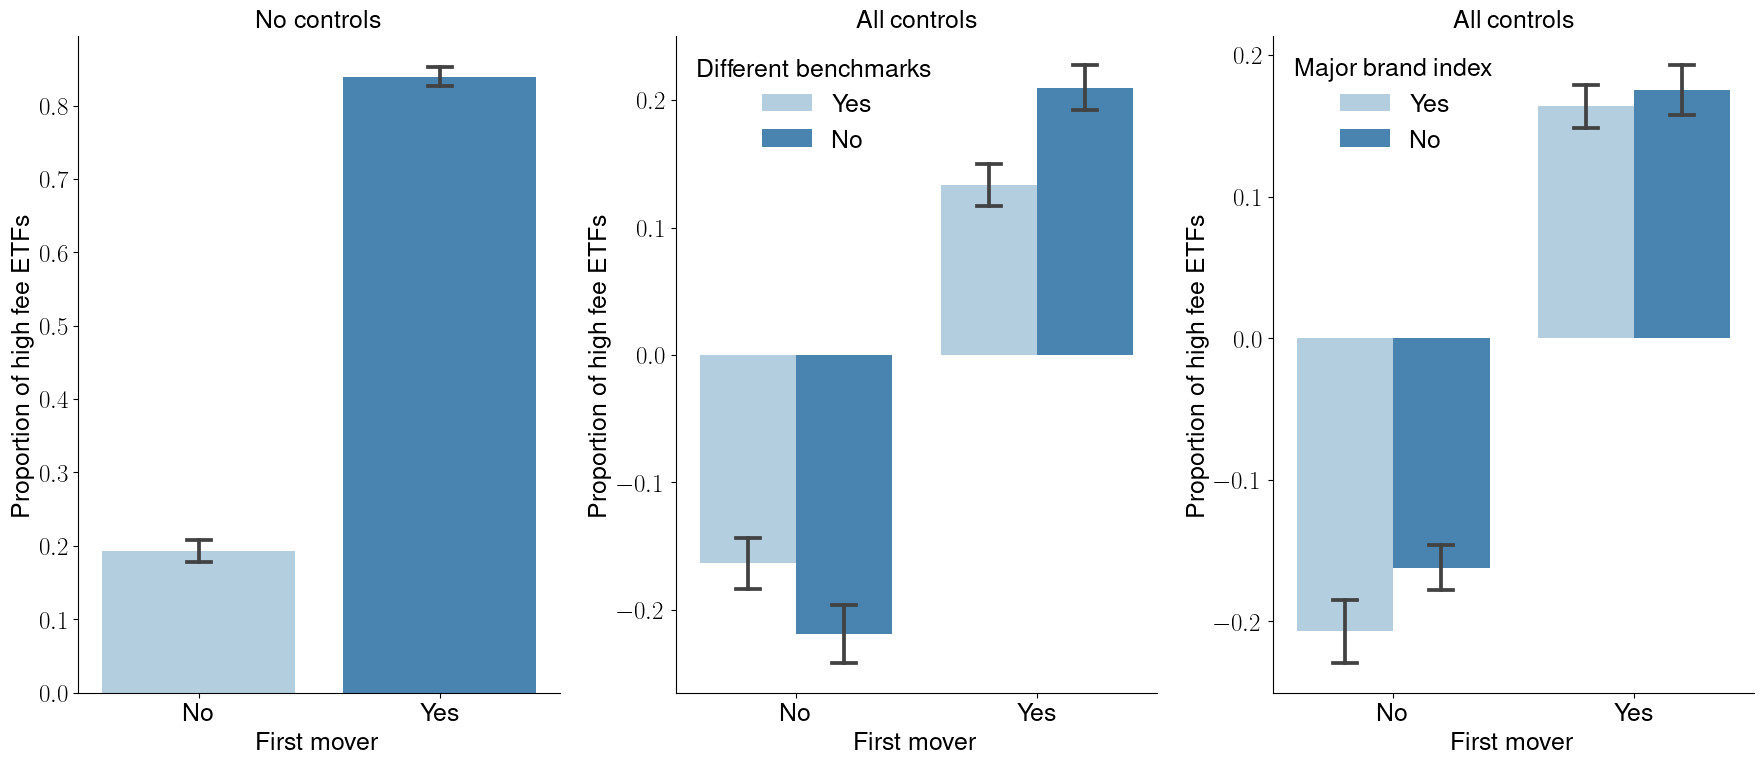 No controls
Proportion of high fee ETFs
0.8
0.7
0.6
0.5
0.4
0.3
0.2
0.1
0.0
No
Yes
First mover
All controls
Proportion of high fee ETFs
Different benchmarks
Yes
No
0.2
0.1
0.0
−0.1
−0.2
No
Yes
First mover
All controls
Proportion of high fee ETFs
Major brand index
Yes
No
0.2
0.1
0.0
−0.1
−0.2
No
Yes
First mover